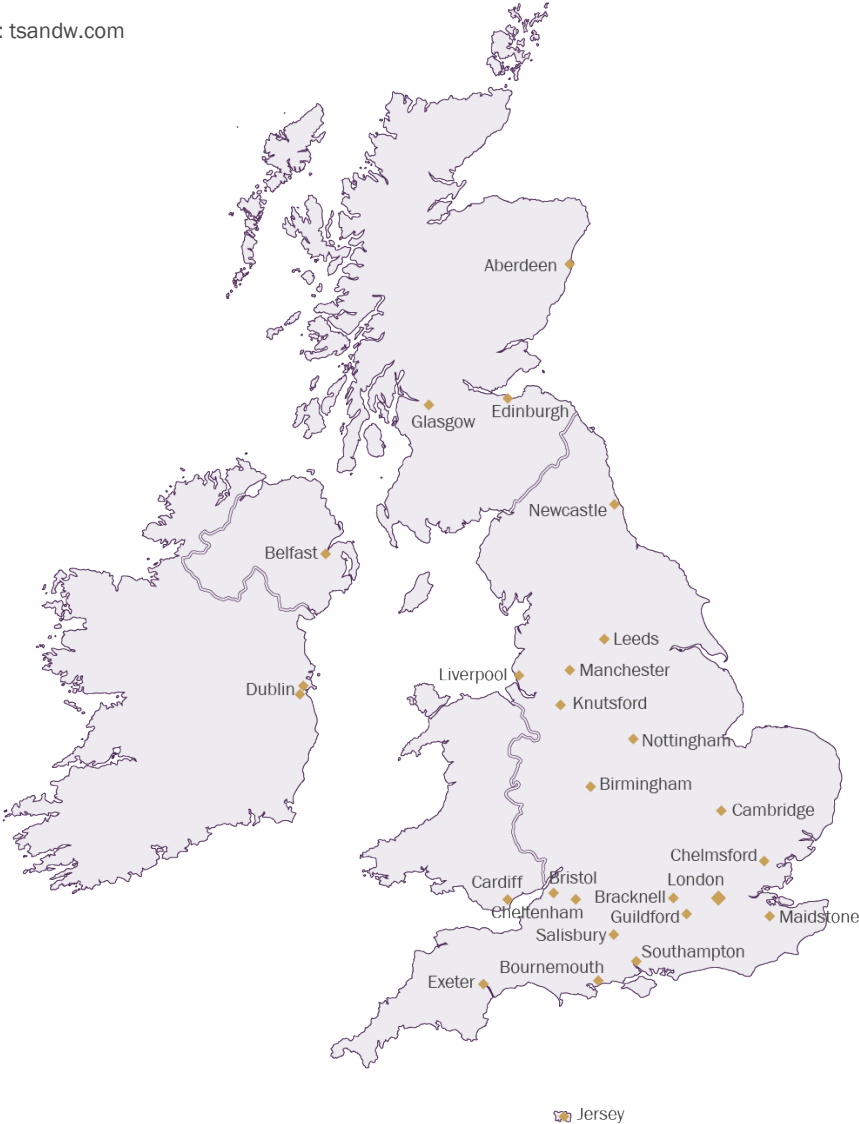 : tsandw.com
Aberdeen
Edinburgh
Glasgow
Newcastle
Belfast
Leeds
Manchester
Liverpool
Dublin
Knutsford
Nottingham
Birmingham
Cambridge
Chelmsford
Cardiff
Bristol
London
Bracknell
Cheltenham
Guildford
Maidstone
Salisbury
Southampton
Bournemouth
Exeter
Jersey